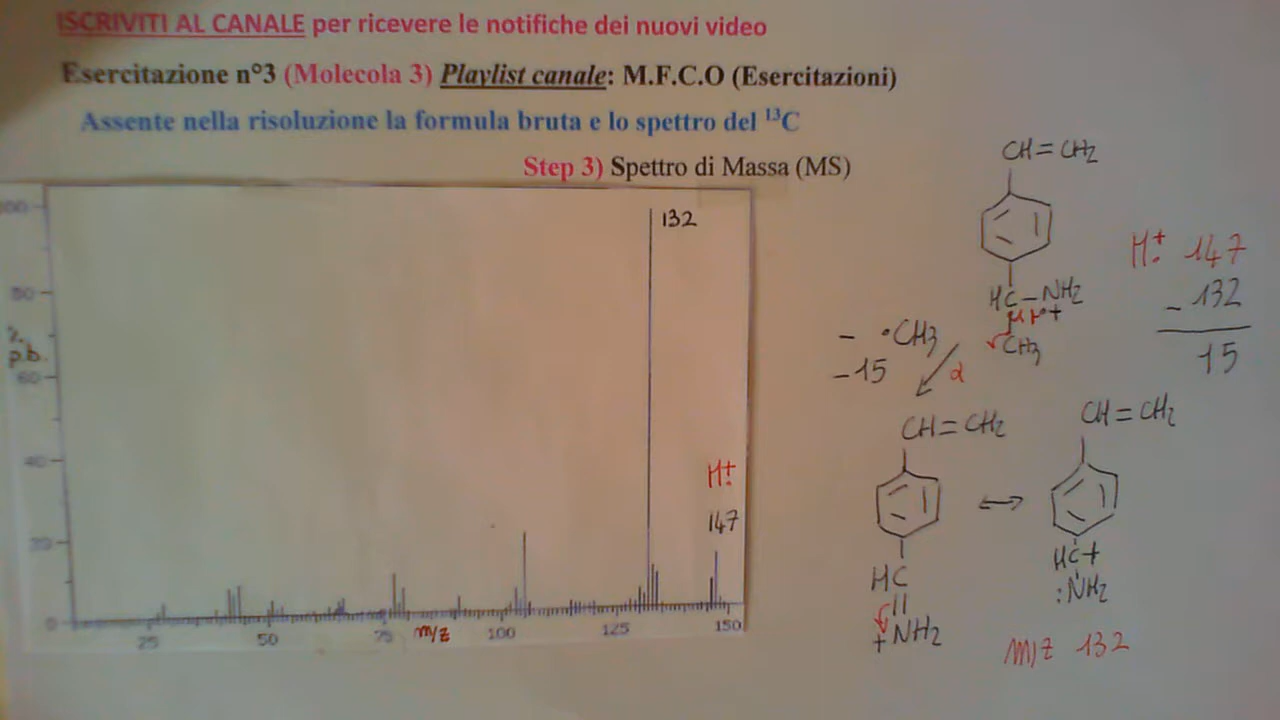 ISCRIVITI AL CANALE per ricevere le notifiche dei nuovi video
Esercitazione n°3 (Molecola 3) Playlist canale: M.F.C.O (Esercitazioni)
Assente nella risoluzione la formula bruta e lo spettro del ¹³C
Step 3) Spettro di Massa (MS)
100
80
%
p.b.
60
40
20
0
25
50
75
m/z
100
125
150
132
M+.
147
CH=CH2
HC-NH2
+
CH3
M+. 147
- 132
15
- •CH3
-15
α
CH=CH2
HC
+NH2
↔
CH=CH2
HC+
:NH2
m/z 132